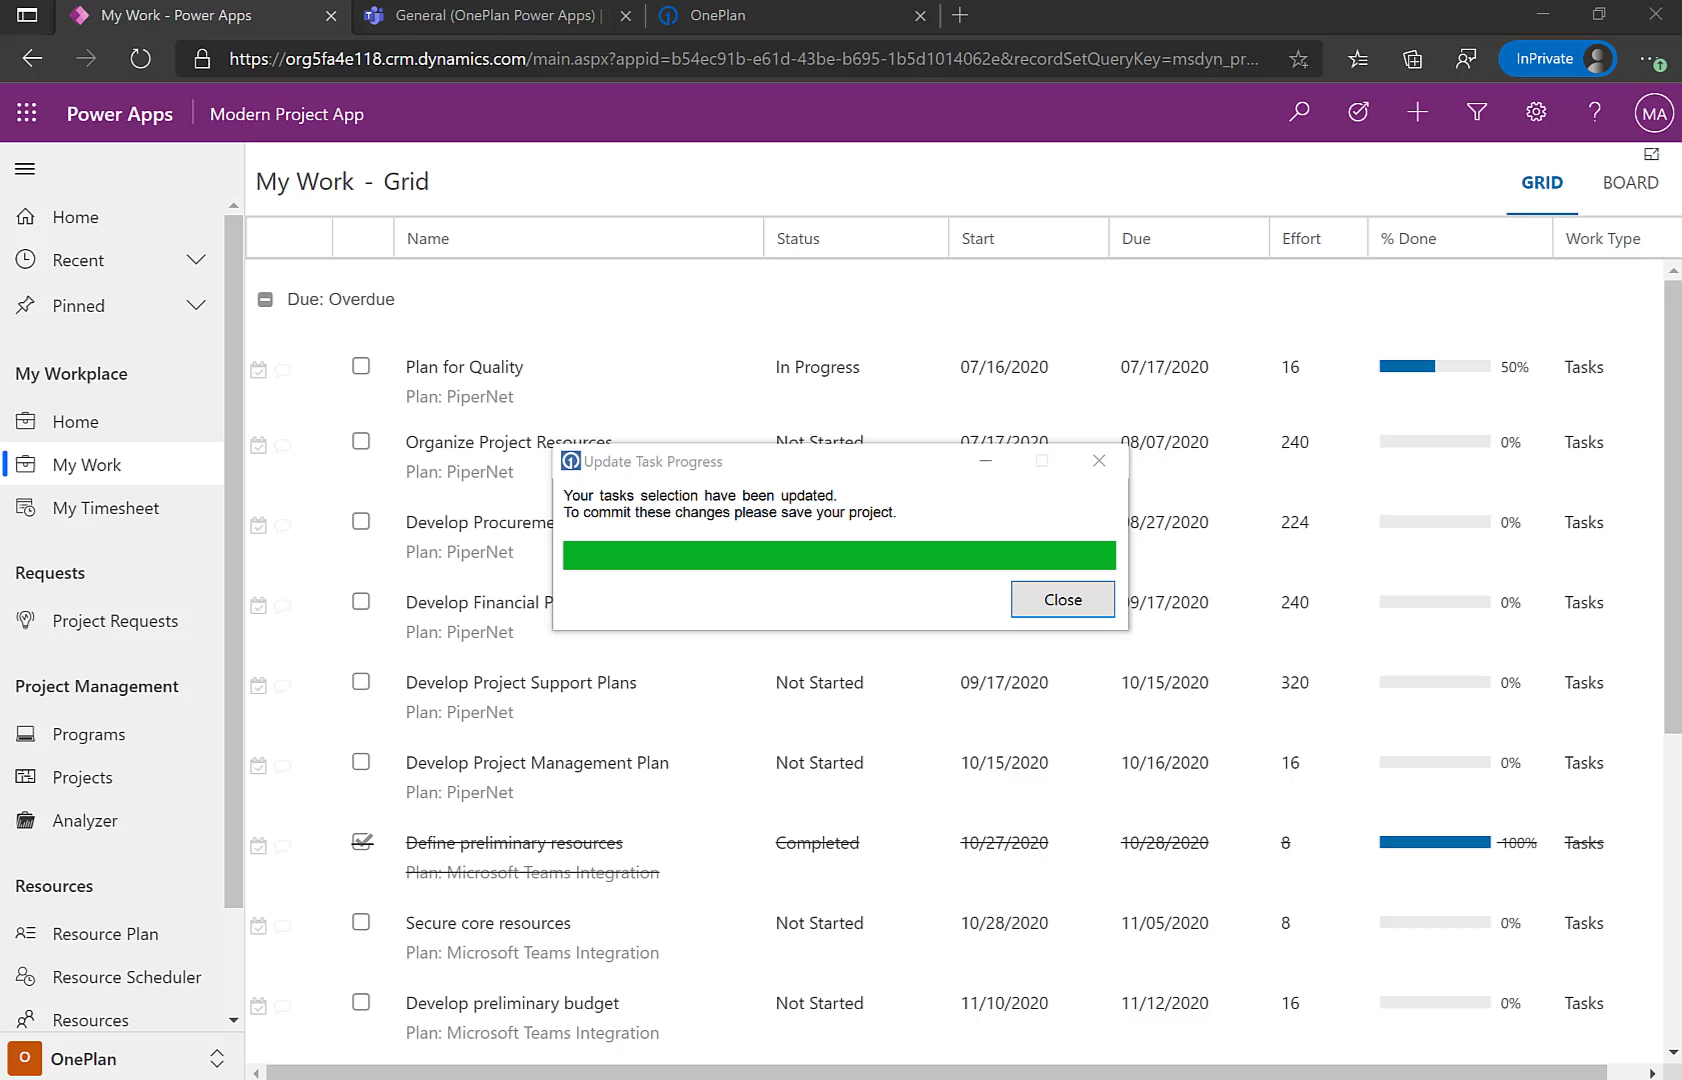 My Work - Power Apps
General (OnePlan Power Apps) |
OnePlan
https://org5fa4e118.crm.dynamics.com/main.aspx?appid=b54ec91b-e61d-43be-b695-1b5d1014062e&recordSetQueryKey=msdyn_pr...
InPrivate
Power Apps
Modern Project App
MA
Home
Recent
Pinned
My Workplace
Home
My Work
My Timesheet
Requests
Project Requests
Project Management
Programs
Projects
Analyzer
Resources
Resource Plan
Resource Scheduler
Resources
O OnePlan
My Work - Grid
GRID BOARD
Name Status Start Due Effort % Done Work Type
Due: Overdue
Plan for Quality In Progress 07/16/2020 07/17/2020 16 50% Tasks
Plan: PiperNet
Organize Project Resources Not Started 07/17/2020 08/07/2020 240 0% Tasks
Plan: PiperNet
Develop Procureme 8/27/2020 224 0% Tasks
Plan: PiperNet
Develop Financial P 9/17/2020 240 0% Tasks
Plan: PiperNet
Develop Project Support Plans Not Started 09/17/2020 10/15/2020 320 0% Tasks
Plan: PiperNet
Develop Project Management Plan Not Started 10/15/2020 10/16/2020 16 0% Tasks
Plan: PiperNet
Define preliminary resources Completed 10/27/2020 10/28/2020 8 100% Tasks
Plan: Microsoft Teams Integration
Secure core resources Not Started 10/28/2020 11/05/2020 8 0% Tasks
Plan: Microsoft Teams Integration
Develop preliminary budget Not Started 11/10/2020 11/12/2020 16 0% Tasks
Plan: Microsoft Teams Integration
Update Task Progress
Your tasks selection have been updated.
To commit these changes please save your project.
Close